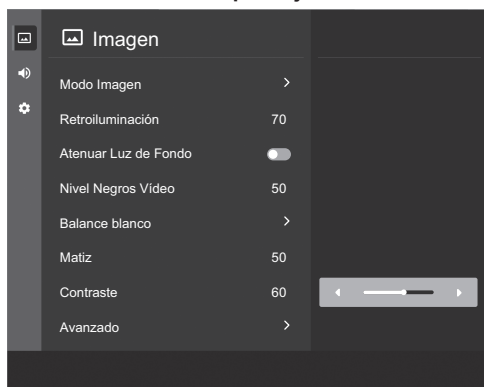 Imagen
Modo Imagen
Retroiluminación 70
Atenuar Luz de Fondo
Nivel Negros Vídeo 50
Balance blanco
Matiz 50
Contraste 60
Avanzado